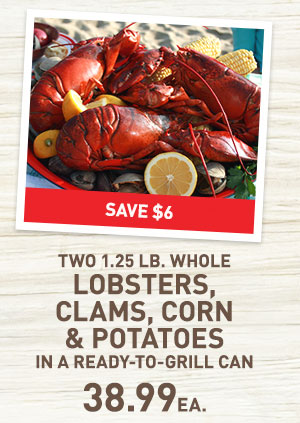 SAVE $6
TWO 1.25 LB. WHOLE
LOBSTERS,
CLAMS, CORN
& POTATOES
IN A READY-TO-GRILL CAN
38.99EA.